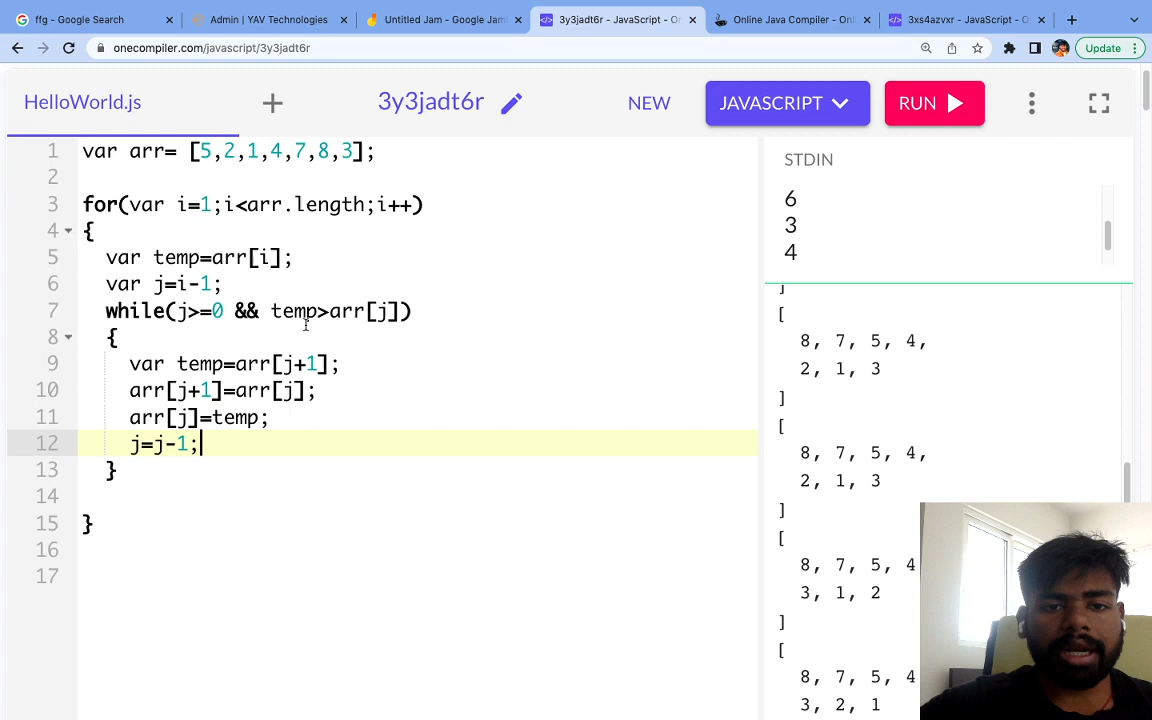 ffg - Google Search
Admin | YAV Technologies
Untitled Jam - Google Jam
3y3jadt6r - JavaScript - On
Online Java Compiler - Onl
3xs4azvxr - JavaScript - O
onecompiler.com/javascript/3y3jadt6r
Update
HelloWorld.js
3y3jadt6r
NEW
JAVASCRIPT
RUN
1 var arr= [5,2,1,4,7,8,3];
2
3 for(var i=1;i<arr.length;i++)
4 {
5 var temp=arr[i];
6 var j=i-1;
7 while(j>=0 && temp>arr[j])
8 {
9 var temp=arr[j+1];
10 arr[j+1]=arr[j];
11 arr[j]=temp;
12 j=j-1;
13 }
14
15 }
16
17
STDIN
6
3
4
]
[
8, 7, 5, 4,
2, 1, 3
]
[
8, 7, 5, 4,
2, 1, 3
]
[
8, 7, 5, 4
3, 1, 2
]
[
8, 7, 5, 4
3, 2, 1